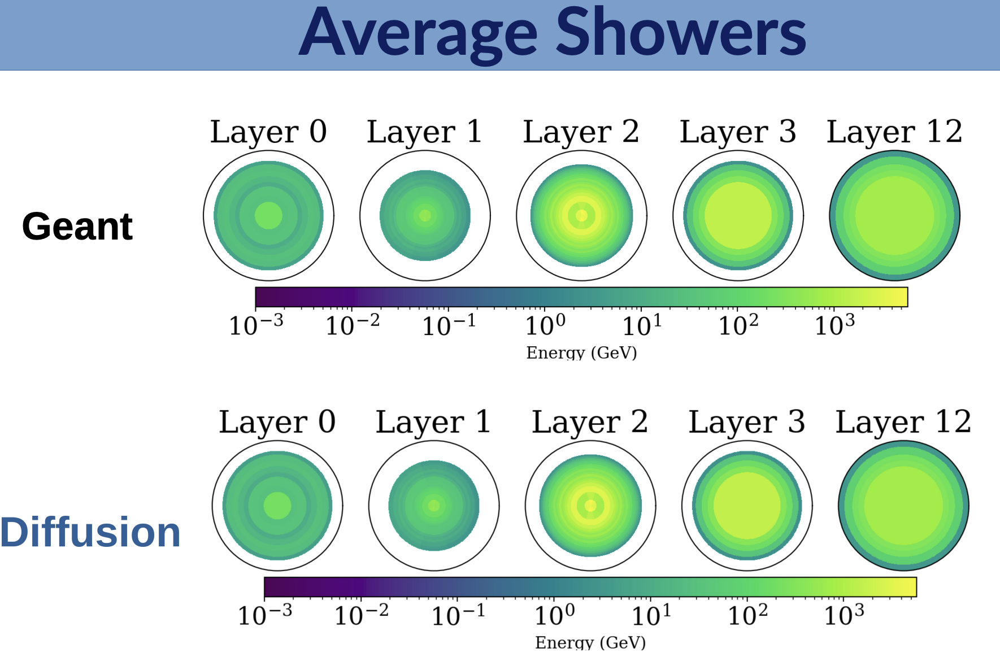 Average Showers
Layer 0 Layer 1 Layer 2 Layer 3 Layer 12
Geant
10⁻³ 10⁻² 10⁻¹ 10⁰ 10¹ 10² 10³
Energy (GeV)
Layer 0 Layer 1 Layer 2 Layer 3 Layer 12
Diffusion
10⁻³ 10⁻² 10⁻¹ 10⁰ 10¹ 10² 10³
Energy (GeV)